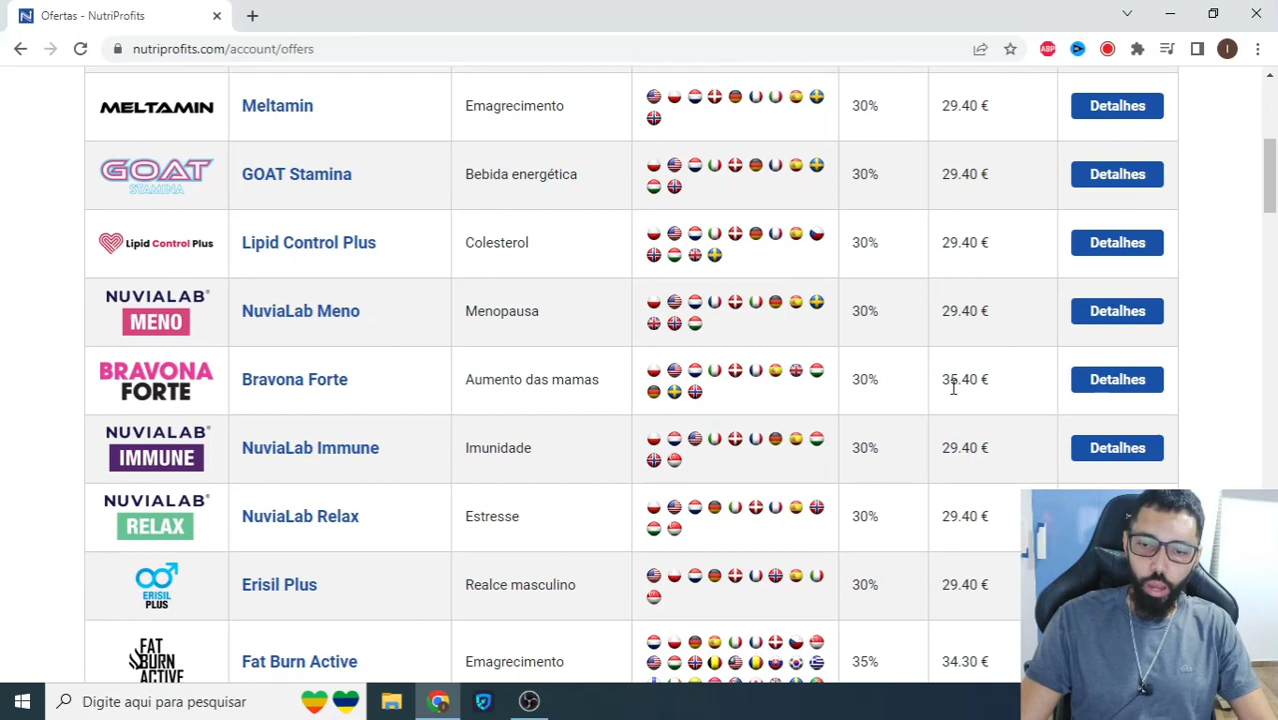 Ofertas - NutriProfits
nutriprofits.com/account/offers
ABP
I
MELTAMIN Meltamin Emagrecimento 30% 29.40 € Detalhes
GOAT STAMINA GOAT Stamina Bebida energética 30% 29.40 € Detalhes
Lipid Control Plus Lipid Control Plus Colesterol 30% 29.40 € Detalhes
NUVIALAB® MENO NuviaLab Meno Menopausa 30% 29.40 € Detalhes
BRAVONA FORTE Bravona Forte Aumento das mamas 30% 35.40 € Detalhes
NUVIALAB® IMMUNE NuviaLab Immune Imunidade 30% 29.40 € Detalhes
NUVIALAB® RELAX NuviaLab Relax Estresse 30% 29.40 €
ERISIL PLUS Erisil Plus Realce masculino 30% 29.40 €
FAT BURN ACTIVE Fat Burn Active Emagrecimento 35% 34.30 €
Digite aqui para pesquisar